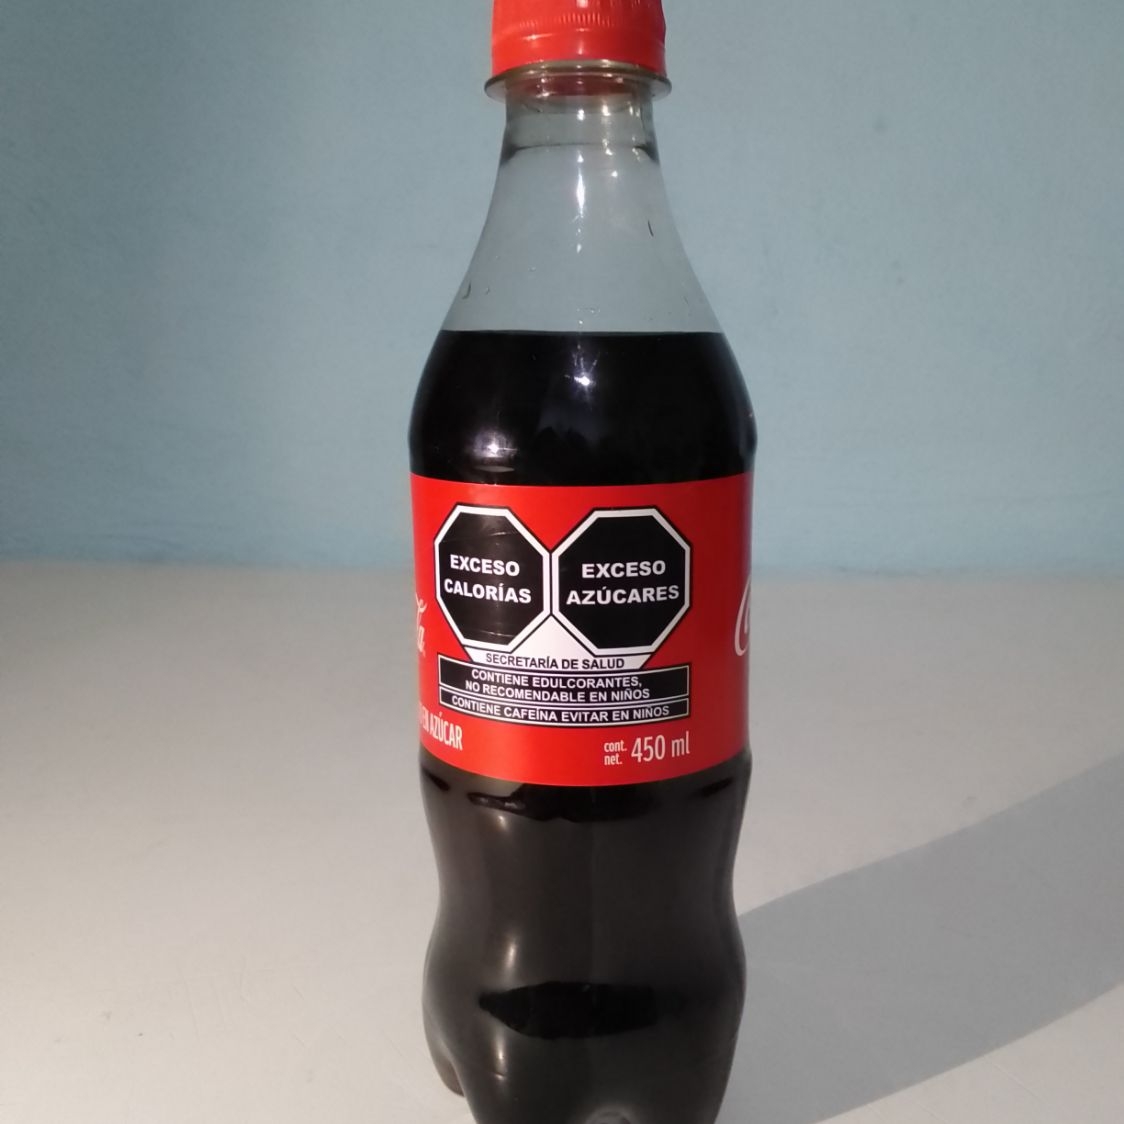 EXCESO
CALORÍAS
EXCESO
AZÚCARES
SECRETARÍA DE SALUD
CONTIENE EDULCORANTES,
NO RECOMENDABLE EN NIÑOS
CONTIENE CAFEÍNA EVITAR EN NIÑOS
EN AZÚCAR
cont.
net. 450 ml